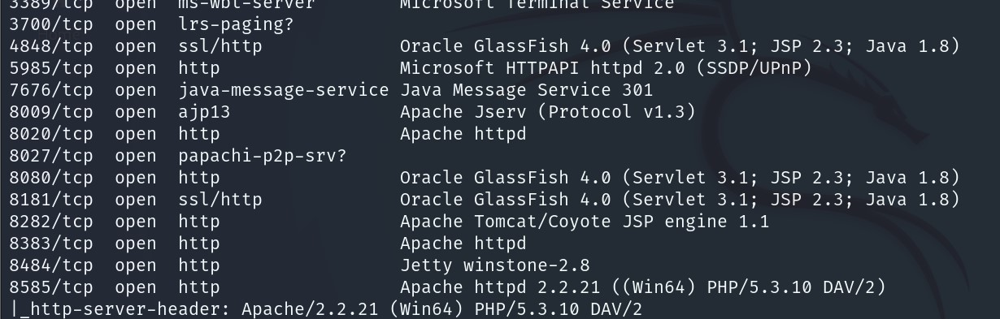 3389/tcp open ms-wbt-server Microsoft Terminal Service
3700/tcp open lrs-paging?
4848/tcp open ssl/http Oracle GlassFish 4.0 (Servlet 3.1; JSP 2.3; Java 1.8)
5985/tcp open http Microsoft HTTPAPI httpd 2.0 (SSDP/UPnP)
7676/tcp open java-message-service Java Message Service 301
8009/tcp open ajp13 Apache Jserv (Protocol v1.3)
8020/tcp open http Apache httpd
8027/tcp open papachi-p2p-srv?
8080/tcp open http Oracle GlassFish 4.0 (Servlet 3.1; JSP 2.3; Java 1.8)
8181/tcp open ssl/http Oracle GlassFish 4.0 (Servlet 3.1; JSP 2.3; Java 1.8)
8282/tcp open http Apache Tomcat/Coyote JSP engine 1.1
8383/tcp open http Apache httpd
8484/tcp open http Jetty winstone-2.8
8585/tcp open http Apache httpd 2.2.21 ((Win64) PHP/5.3.10 DAV/2)
|_http-server-header: Apache/2.2.21 (Win64) PHP/5.3.10 DAV/2